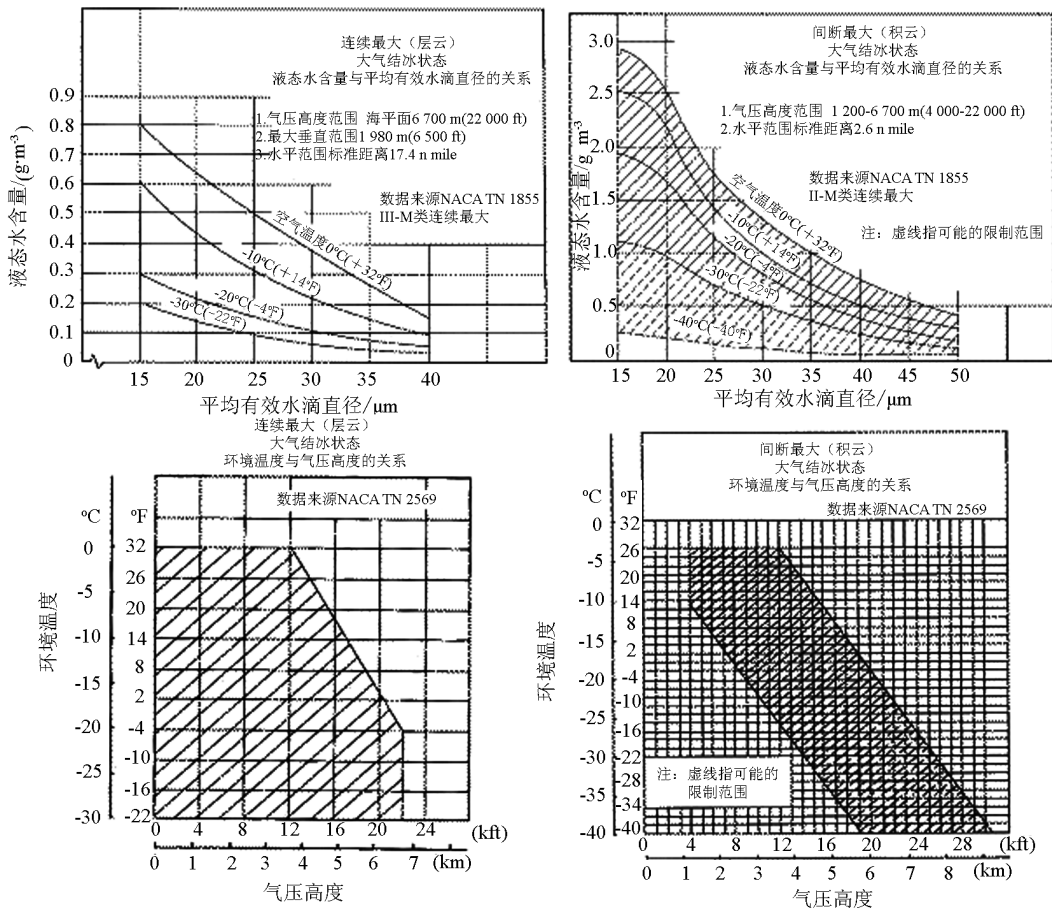 连续最大（层云）
大气结冰状态
液态水含量与平均有效水滴直径的关系
1.气压高度范围 海平面6 700 m(22 000 ft)
2.最大垂直范围1 980 m(6 500 ft)
3.水平范围标准距离17.4 n mile
数据来源NACA TN 1855
III-M类连续最大
空气温度0℃(+32℉)
-10℃(+14℉)
-20℃(-4℉)
-30℃(-22℉)
液态水含量/(g·m⁻³)
0.9
0.8
0.7
0.6
0.5
0.4
0.3
0.2
0.1
0
15 20 25 30 35 40
平均有效水滴直径/μm
间断最大（积云）
大气结冰状态
液态水含量与平均有效水滴直径的关系
1.气压高度范围 1 200-6 700 m(4 000-22 000 ft)
2.水平范围标准距离2.6 n mile
数据来源NACA TN 1855
II-M类连续最大
注：虚线指可能的限制范围
空气温度0℃(+32℉)
-10℃(+14℉)
-20℃(-4℉)
-30℃(-22℉)
-40℃(-40℉)
液态水含量/g m⁻³
3.0
2.5
2.0
1.5
1.0
0.5
0
15 20 25 30 35 40 45 50
平均有效水滴直径/μm
连续最大（层云）
大气结冰状态
环境温度与气压高度的关系
数据来源NACA TN 2569
℃ ℉
环境温度
0
-5
-10
-15
-20
-25
-30
32
26
20
14
8
2
-4
-10
-16
-22
0 4 8 12 16 20 24 (kft)
0 1 2 3 4 5 6 7 (km)
气压高度
间断最大（积云）
大气结冰状态
环境温度与气压高度的关系
数据来源NACA TN 2569
℃ ℉
环境温度
0
-5
-10
-15
-20
-25
-30
-35
-40
32
26
20
14
8
2
-4
-10
-16
-22
-28
-34
-40
注：虚线指可能的
限制范围
0 4 8 12 16 20 24 28 (kft)
0 1 2 3 4 5 6 7 8 (km)
气压高度